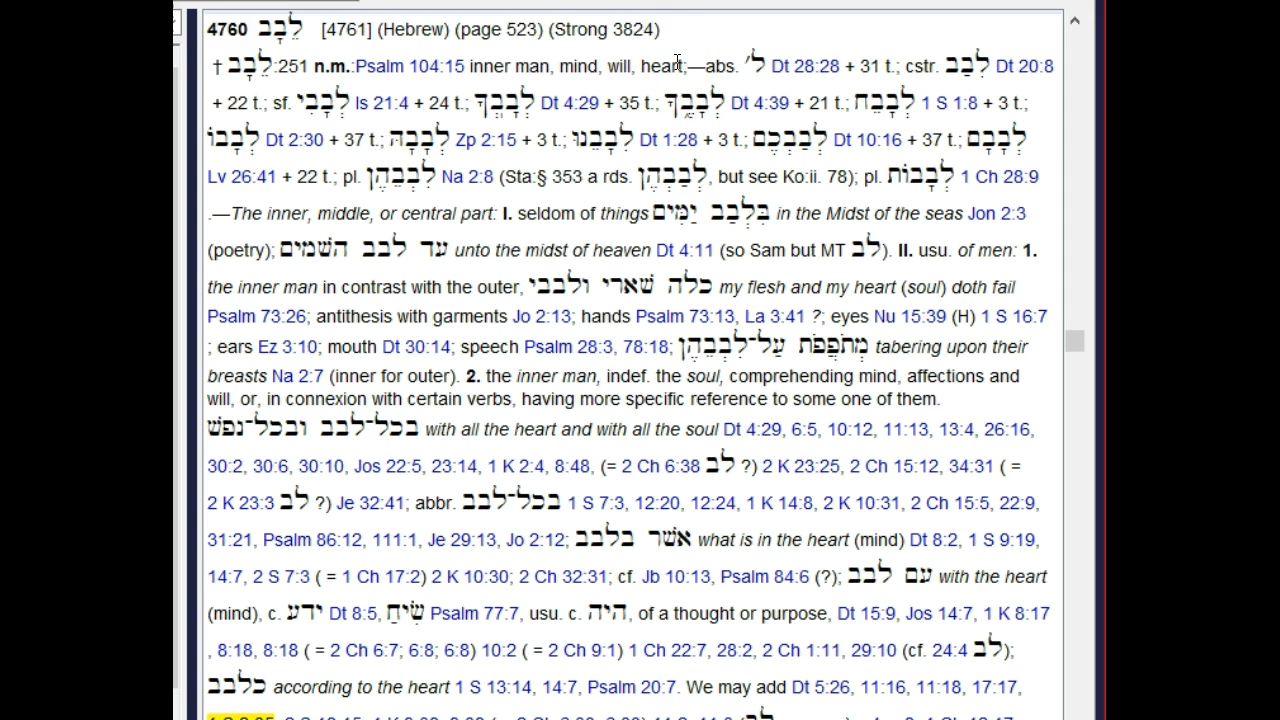 4760 לֵבָב [4761] (Hebrew) (page 523) (Strong 3824)
† לֵבָב:251 n.m.:Psalm 104:15 inner man, mind, will, heart;—abs. ל׳ Dt 28:28 + 31 t.; cstr. לְבַב Dt 20:8
+ 22 t.; sf. לְבָבִי Is 21:4 + 24 t.; לְבָבְךָ Dt 4:29 + 35 t.; לְבָבֶךָ Dt 4:39 + 21 t.; 1 S 1:8 + 3 t.;
לְבָבוֹ Dt 2:30 + 37 t.; לְבָבָהּ Zp 2:15 + 3 t.; לְבָבֵנוּ Dt 1:28 + 3 t.; לְבַבְכֶם Dt 10:16 + 37 t.; לְבָבָם
Lv 26:41 + 22 t.; pl. לִבְבֵהֶן Na 2:8 (Sta:§ 353 a rds. לְבַבְהֶן, but see Ko:ii. 78); pl. לְבָבוֹת 1 Ch 28:9
.—The inner, middle, or central part: I. seldom of things בִּלְבַב יַמִּים in the Midst of the seas Jon 2:3
(poetry); עד לבב השׁמים unto the midst of heaven Dt 4:11 (so Sam but MT לב). II. usu. of men: 1.
the inner man in contrast with the outer, כלה שׁארי ולבבי my flesh and my heart (soul) doth fail
Psalm 73:26; antithesis with garments Jo 2:13; hands Psalm 73:13, La 3:41 ?; eyes Nu 15:39 (H) 1 S 16:7
; ears Ez 3:10; mouth Dt 30:14; speech Psalm 28:3, 78:18; מְתֹפְפֹת עַל־לִבְבֵהֶן tabering upon their
breasts Na 2:7 (inner for outer). 2. the inner man, indef. the soul, comprehending mind, affections and
will, or, in connexion with certain verbs, having more specific reference to some one of them.
בכל־לבב ובכל־נפשׁ with all the heart and with all the soul Dt 4:29, 6:5, 10:12, 11:13, 13:4, 26:16,
30:2, 30:6, 30:10, Jos 22:5, 23:14, 1 K 2:4, 8:48, (= 2 Ch 6:38 לב ?) 2 K 23:25, 2 Ch 15:12, 34:31 ( =
2 K 23:3 לב ?) Je 32:41; abbr. בכל־לבב 1 S 7:3, 12:20, 12:24, 1 K 14:8, 2 K 10:31, 2 Ch 15:5, 22:9,
31:21, Psalm 86:12, 111:1, Je 29:13, Jo 2:12; אשׁר בלבב what is in the heart (mind) Dt 8:2, 1 S 9:19,
14:7, 2 S 7:3 ( = 1 Ch 17:2) 2 K 10:30; 2 Ch 32:31; cf. Jb 10:13, Psalm 84:6 (?); עם לבב with the heart
(mind), c. ידע Dt 8:5, שִׂיחַ Psalm 77:7, usu. c. היה, of a thought or purpose, Dt 15:9, Jos 14:7, 1 K 8:17
, 8:18, 8:18 ( = 2 Ch 6:7; 6:8; 6:8) 10:2 ( = 2 Ch 9:1) 1 Ch 22:7, 28:2, 2 Ch 1:11, 29:10 (cf. 24:4 לב);
כלבב according to the heart 1 S 13:14, 14:7, Psalm 20:7. We may add Dt 5:26, 11:16, 11:18, 17:17,